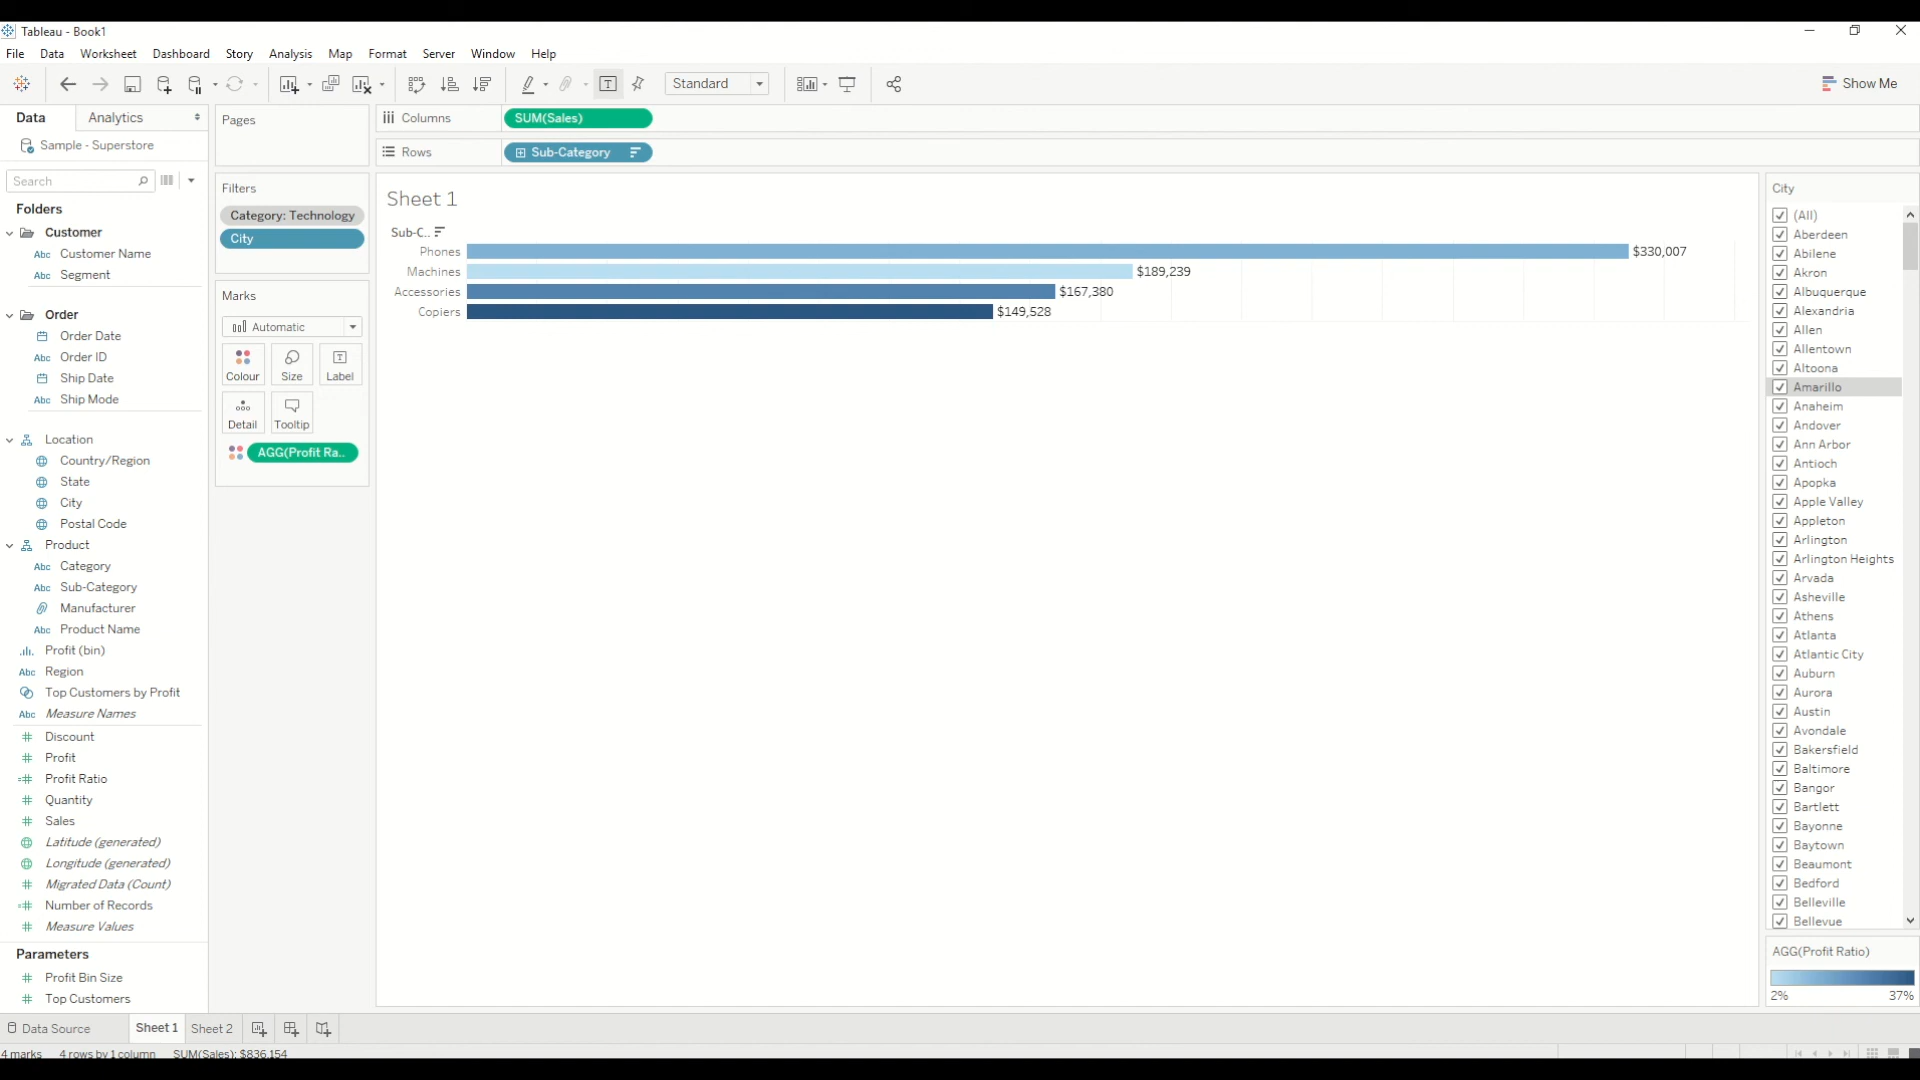 Tableau - Book1
File Data Worksheet Dashboard Story Analysis Map Format Server Window Help
Standard
Show Me
Data Analytics
Sample - Superstore
Search
Folders
Customer
Abc Customer Name
Abc Segment
Order
Order Date
Abc Order ID
Ship Date
Abc Ship Mode
Location
Country/Region
State
City
Postal Code
Product
Abc Category
Abc Sub-Category
Manufacturer
Abc Product Name
Profit (bin)
Abc Region
Top Customers by Profit
Abc Measure Names
# Discount
# Profit
=# Profit Ratio
# Quantity
# Sales
Latitude (generated)
Longitude (generated)
# Migrated Data (Count)
=# Number of Records
# Measure Values
Parameters
# Profit Bin Size
# Top Customers
Pages
Filters
Category: Technology
City
Marks
Automatic
Colour Size Label
Detail Tooltip
AGG(Profit Ra..
Columns SUM(Sales)
Rows Sub-Category
Sheet 1
Sub-C..
Phones $330,007
Machines $189,239
Accessories $167,380
Copiers $149,528
City
(All)
Aberdeen
Abilene
Akron
Albuquerque
Alexandria
Allen
Allentown
Altoona
Amarillo
Anaheim
Andover
Ann Arbor
Antioch
Apopka
Apple Valley
Appleton
Arlington
Arlington Heights
Arvada
Asheville
Athens
Atlanta
Atlantic City
Auburn
Aurora
Austin
Avondale
Bakersfield
Baltimore
Bangor
Bartlett
Bayonne
Baytown
Beaumont
Bedford
Belleville
Bellevue
AGG(Profit Ratio)
2% 37%
Data Source Sheet 1 Sheet 2
4 marks 4 rows by 1 column SUM(Sales): $836,154